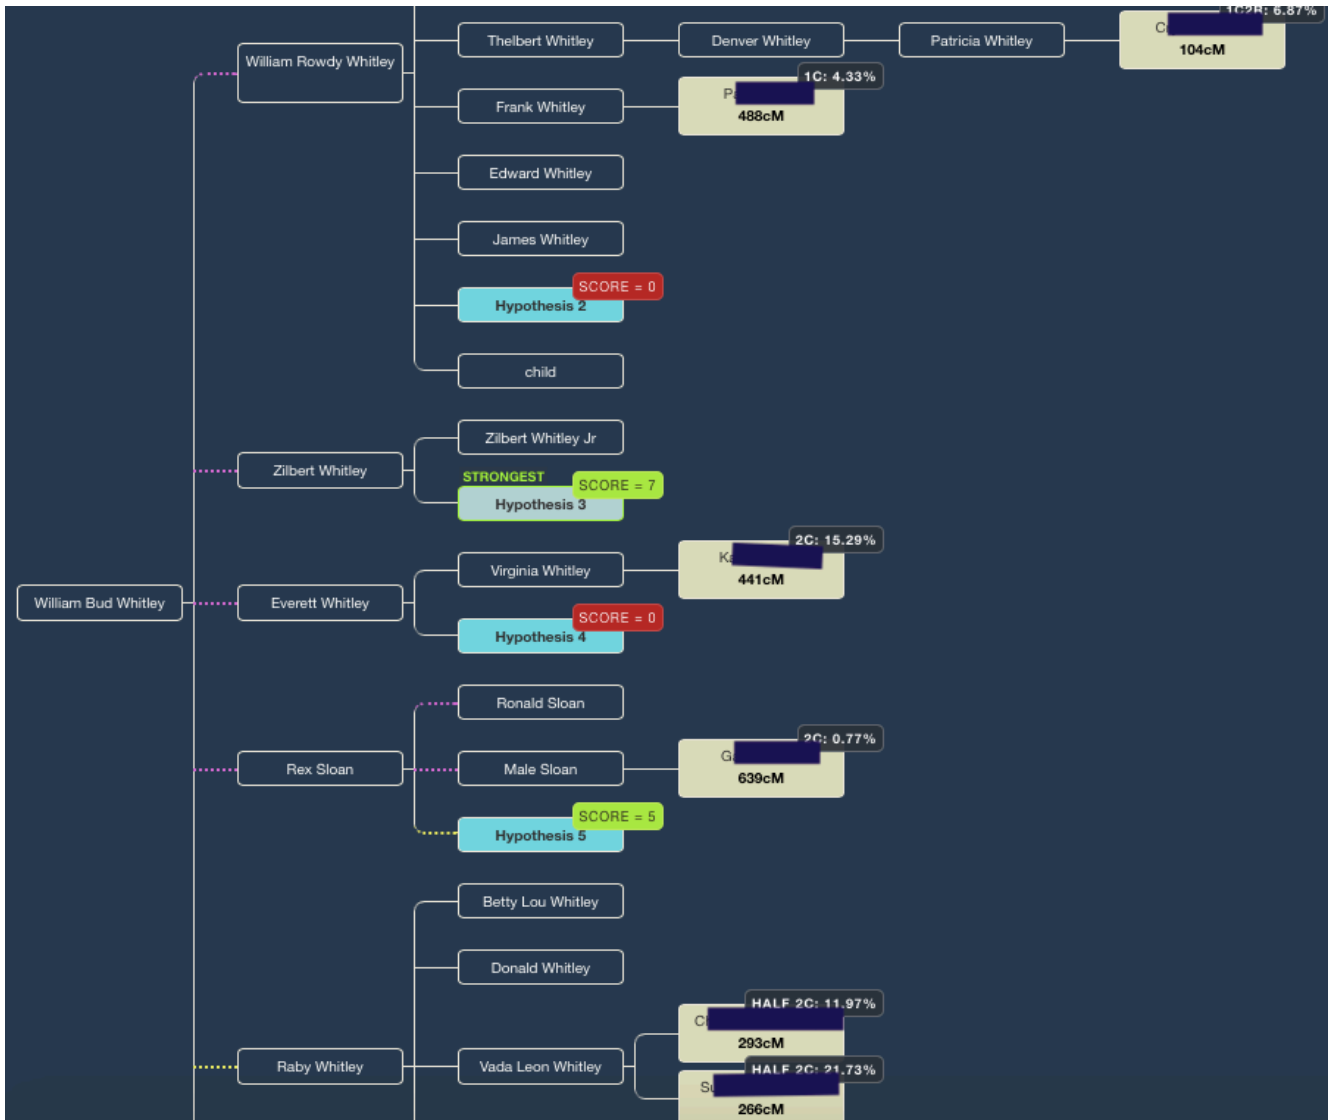 1C2R: 6.87%
Thelbert Whitley
Denver Whitley
Patricia Whitley
104cM
William Rowdy Whitley
1C: 4.33%
Frank Whitley
488cM
Edward Whitley
James Whitley
SCORE = 0
Hypothesis 2
child
Zilbert Whitley Jr
Zilbert Whitley
STRONGEST
SCORE = 7
Hypothesis 3
2C: 15.29%
Virginia Whitley
441cM
William Bud Whitley
Everett Whitley
SCORE = 0
Hypothesis 4
Ronald Sloan
2C: 0.77%
Rex Sloan
Male Sloan
639cM
SCORE = 5
Hypothesis 5
Betty Lou Whitley
Donald Whitley
HALF 2C: 11.97%
293cM
Raby Whitley
Vada Leon Whitley
HALF 2C: 21.73%
266cM